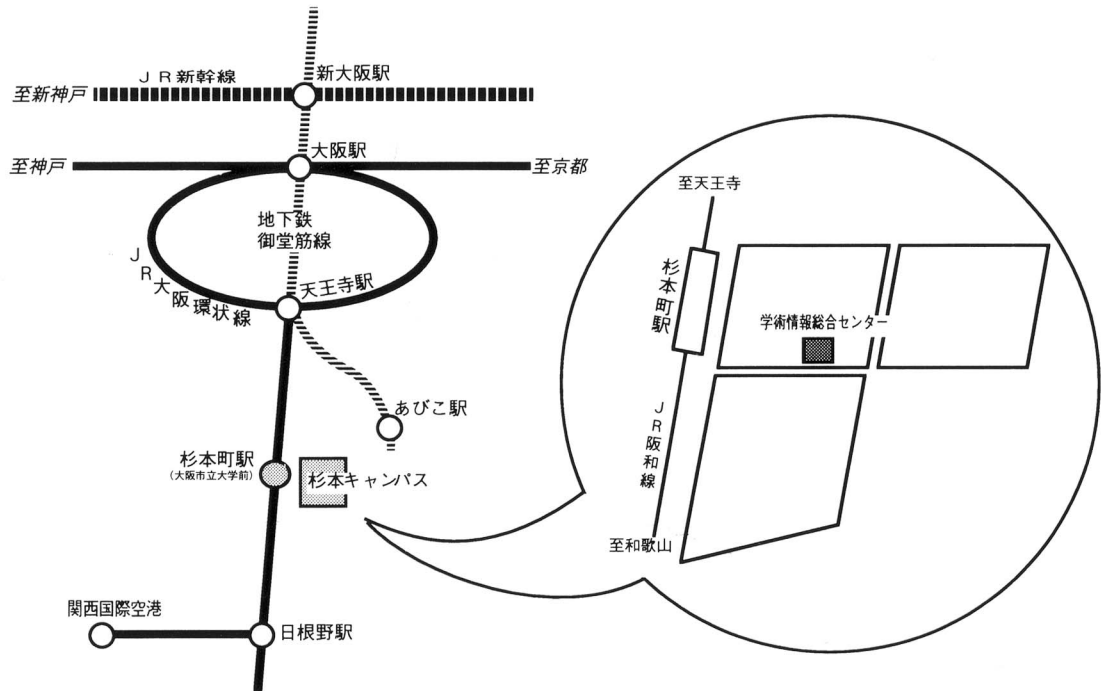 JR新幹線
新大阪駅
至新神戸
大阪駅
至神戸
至京都
地下鉄
御堂筋線
JR大阪環状線
天王寺駅
あびこ駅
杉本町駅
(大阪市立大学前)
杉本キャンパス
関西国際空港
日根野駅
至天王寺
杉本町駅
学術情報総合センター
JR阪和線
至和歌山